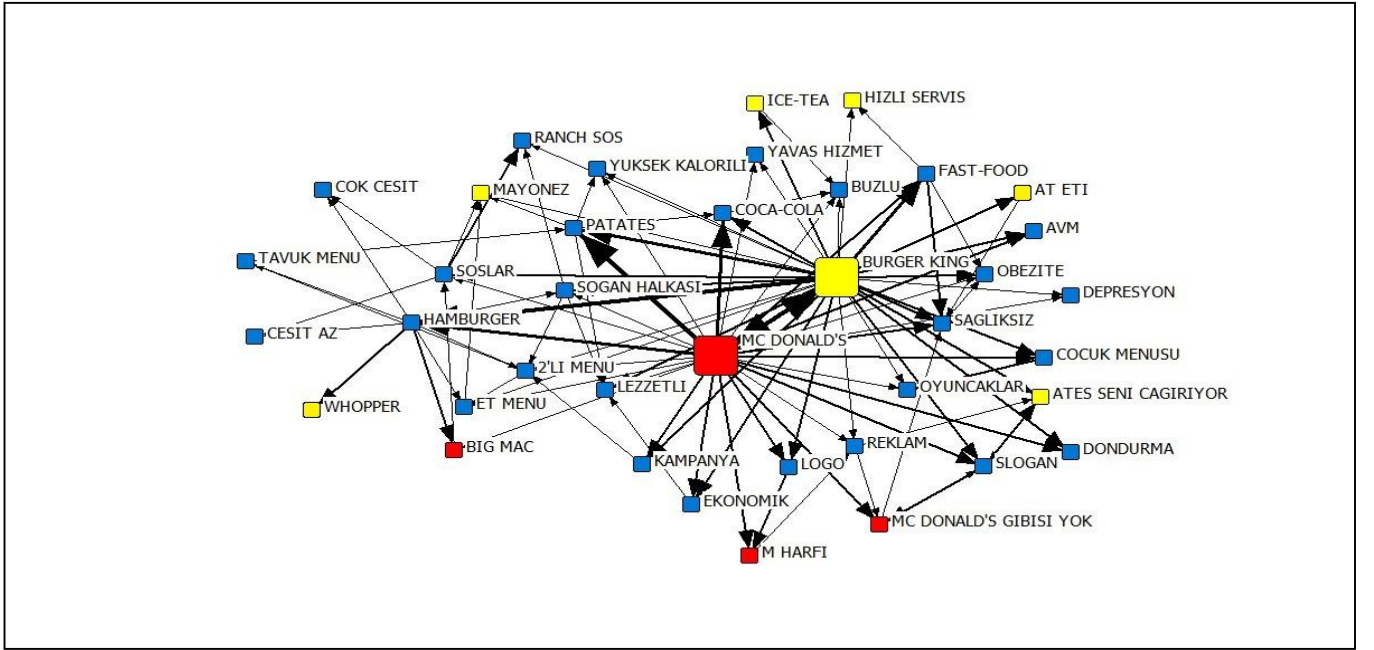 ICE-TEA
HIZLI SERVIS
RANCH SOS
YAVAS HIZMET
YUKSEK KALORILI
FAST-FOOD
COK CESIT
MAYONEZ
BUZLU
AT ETI
COCA-COLA
PATATES
AVM
TAVUK MENU
BURGER KING
SOSLAR
OBEZITE
SOGAN HALKASI
DEPRESYON
HAMBURGER
SAGLIKSIZ
CESIT AZ
MC DONALD'S
COCUK MENUSU
2'LI MENU
LEZZETLI
OYUNCAKLAR
ATES SENI CAGIRIYOR
WHOPPER
ET MENU
BIG MAC
REKLAM
DONDURMA
KAMPANYA
LOGO
SLOGAN
EKONOMIK
MC DONALD'S GIBISI YOK
M HARFI